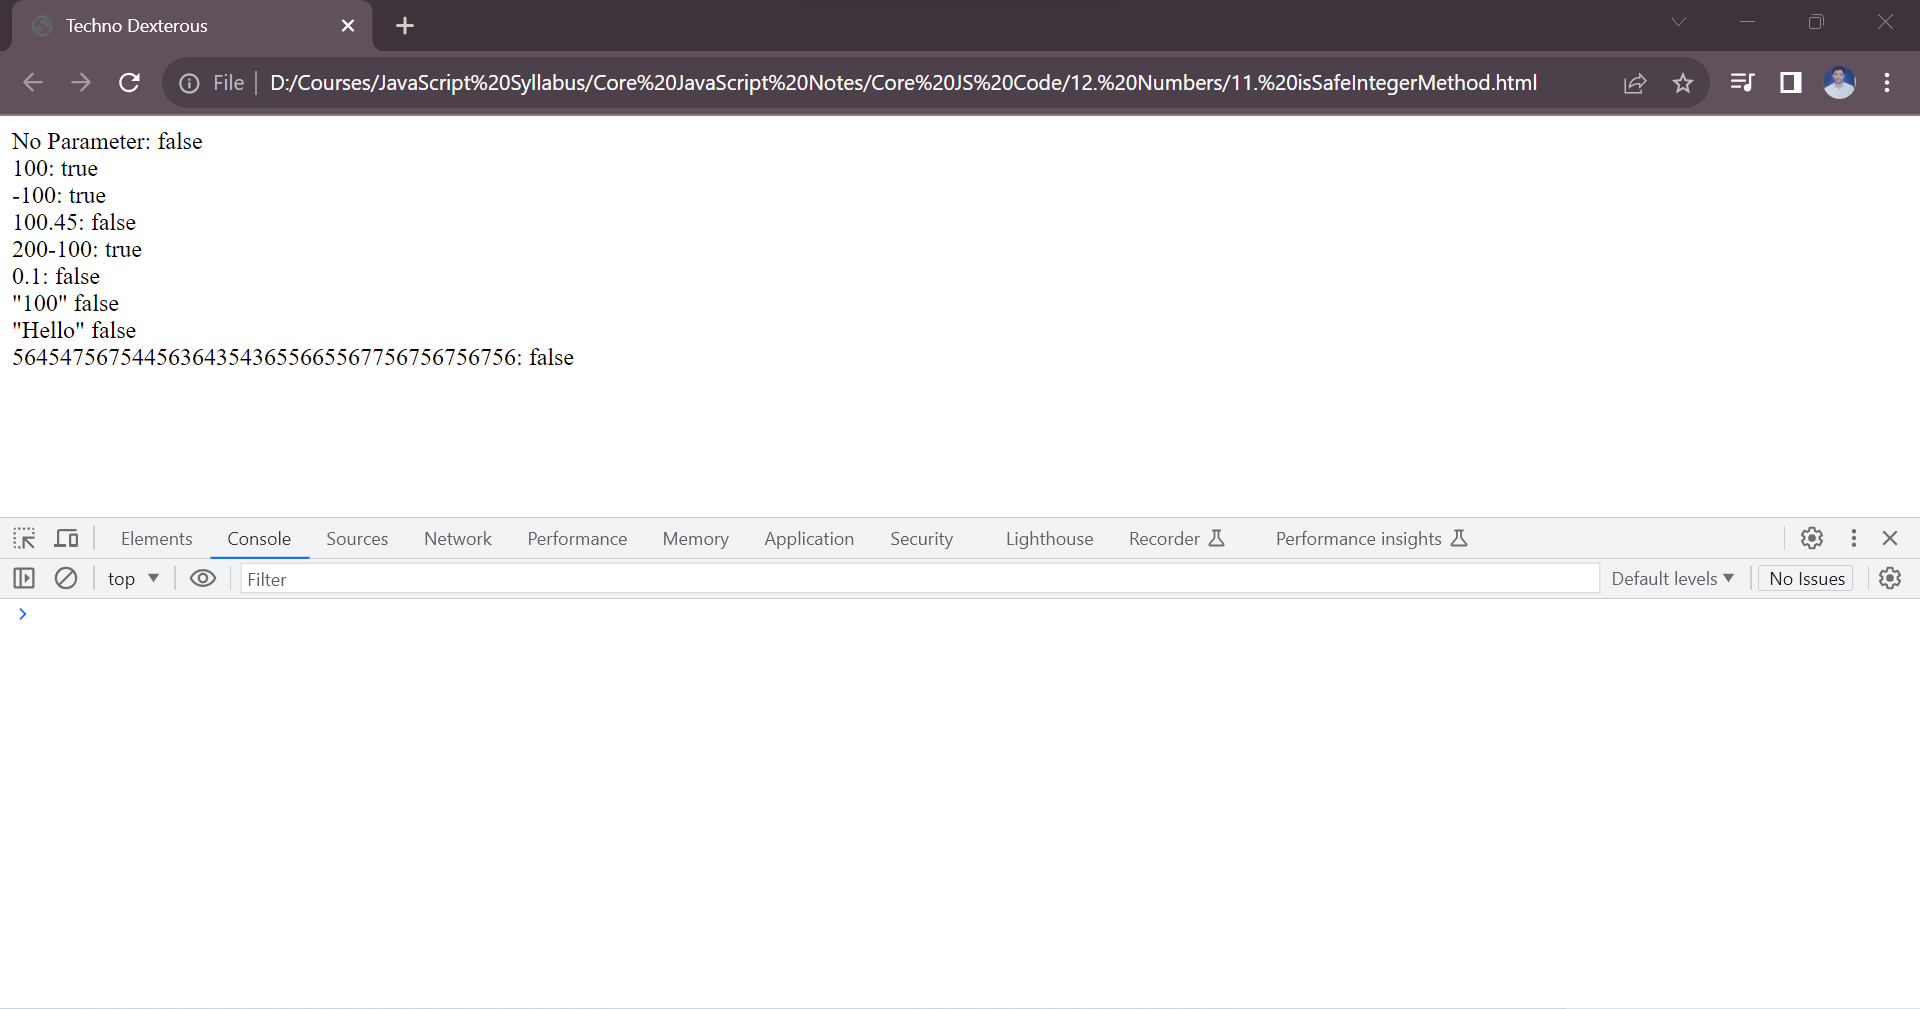 Techno Dexterous
File D:/Courses/JavaScript%20Syllabus/Core%20JavaScript%20Notes/Core%20JS%20Code/12.%20Numbers/11.%20isSafeIntegerMethod.html
No Parameter: false
100: true
-100: true
100.45: false
200-100: true
0.1: false
"100" false
"Hello" false
564547567544563643543655665567756756756756: false
Elements Console Sources Network Performance Memory Application Security Lighthouse Recorder Performance insights
top Filter Default levels No Issues